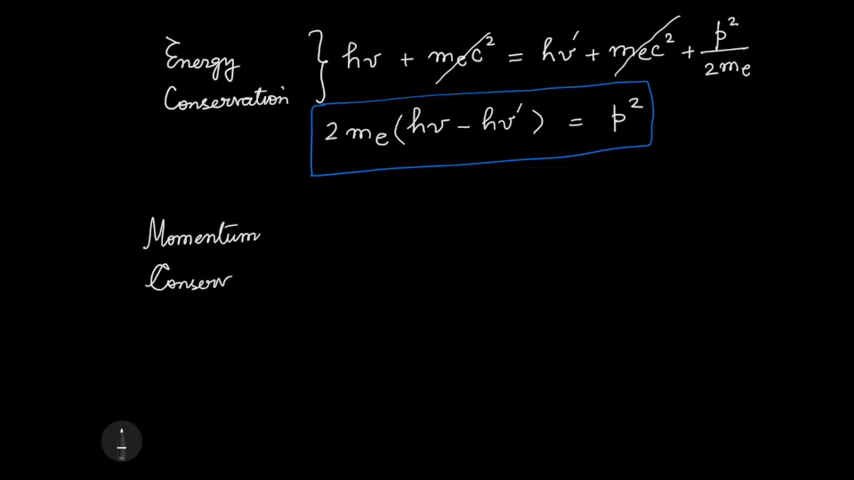 Energy } hν + mₑc² = hν′ + mₑc² + p²/2mₑ
Conservation
2mₑ(hν − hν′) = p²
Momentum
Conserv